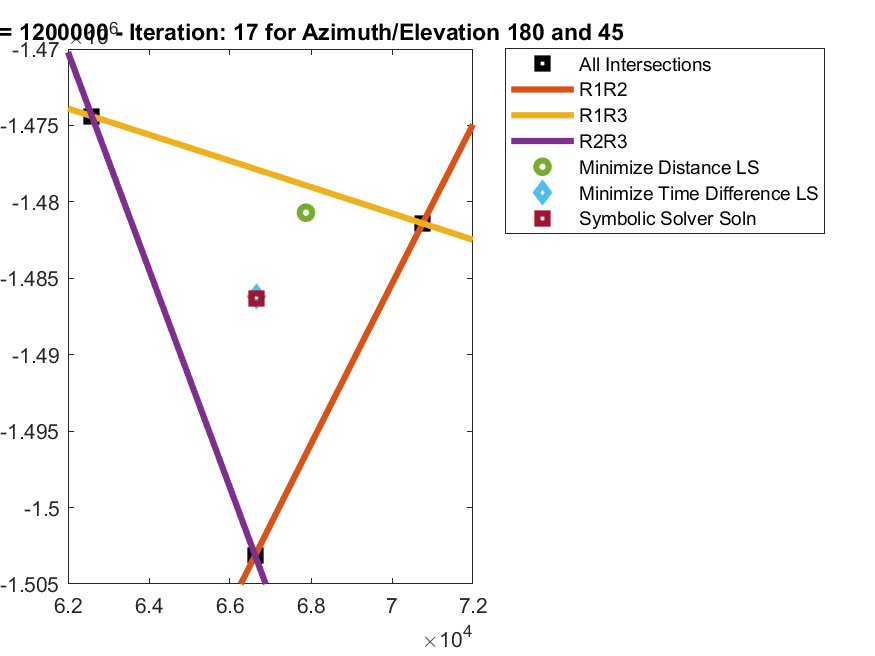 = 1200000 - Iteration: 17 for Azimuth/Elevation 180 and 45
×10⁶
-1.47
-1.475
-1.48
-1.485
-1.49
-1.495
-1.5
-1.505
6.2 6.4 6.6 6.8 7 7.2
×10⁴
All Intersections
R1R2
R1R3
R2R3
Minimize Distance LS
Minimize Time Difference LS
Symbolic Solver Soln